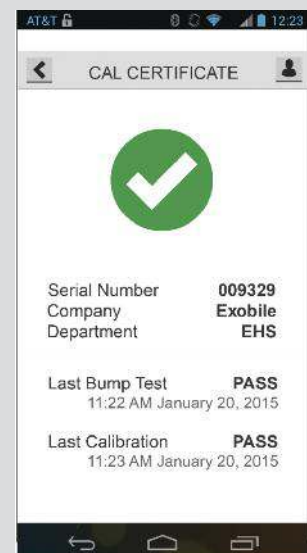 AT&T 12:23
CAL CERTIFICATE
Serial Number 009329
Company Exobile
Department EHS
Last Bump Test PASS
11:22 AM January 20, 2015
Last Calibration PASS
11:23 AM January 20, 2015